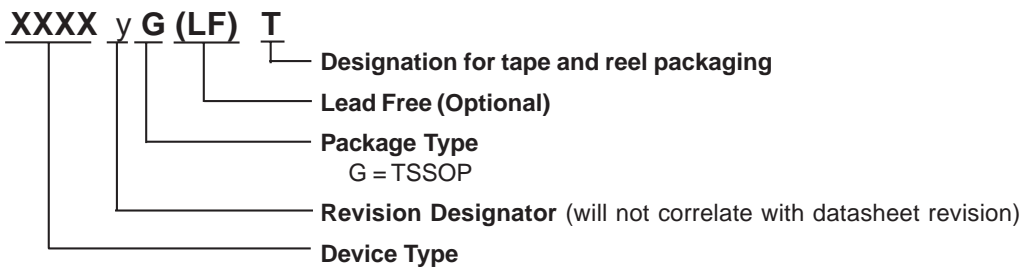 XXXX y G (LF) T
Designation for tape and reel packaging
Lead Free (Optional)
Package Type
G = TSSOP
Revision Designator (will not correlate with datasheet revision)
Device Type